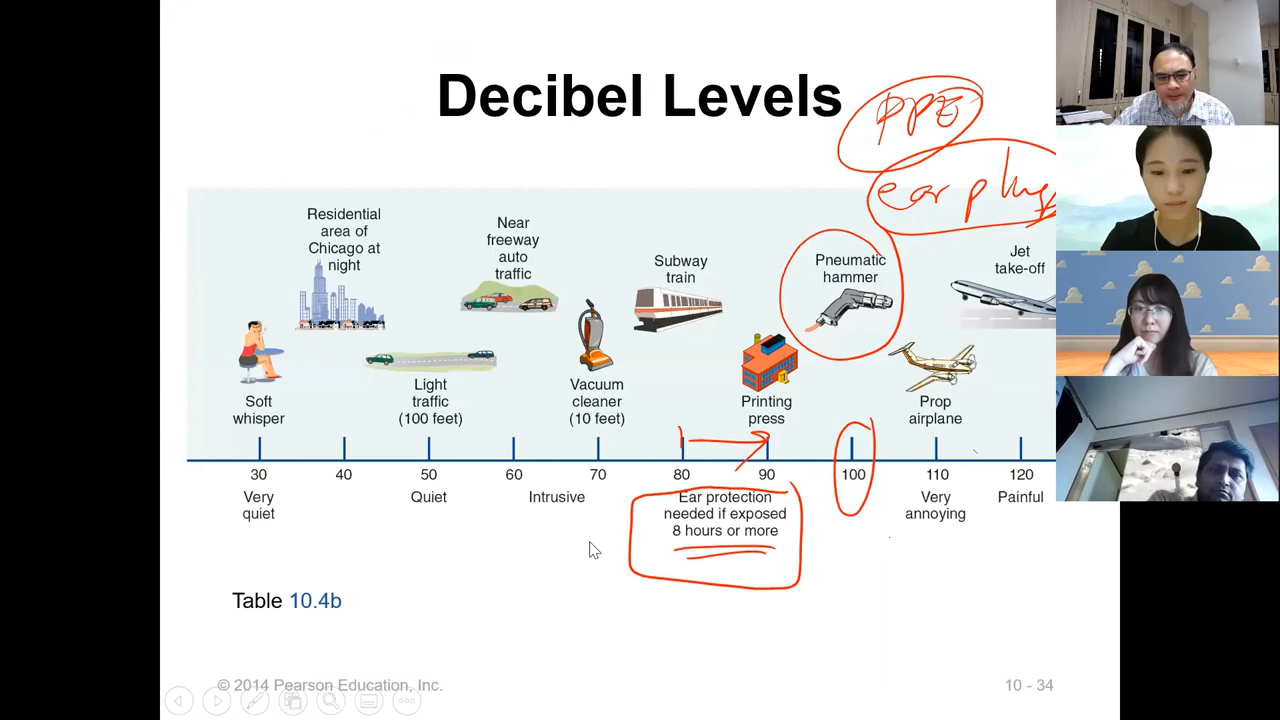 Decibel Levels
PPE
ear plugs
Residential
area of
Chicago at
night
Near
freeway
auto
traffic
Subway
train
Pneumatic
hammer
Jet
take-off
Soft
whisper
Light
traffic
(100 feet)
Vacuum
cleaner
(10 feet)
Printing
press
Prop
airplane
30 40 50 60 70 80 90 100 110 120
Very
quiet
Quiet
Intrusive
Ear protection
needed if exposed
8 hours or more
Very
annoying
Painful
Table 10.4b
© 2014 Pearson Education, Inc.
10 - 34